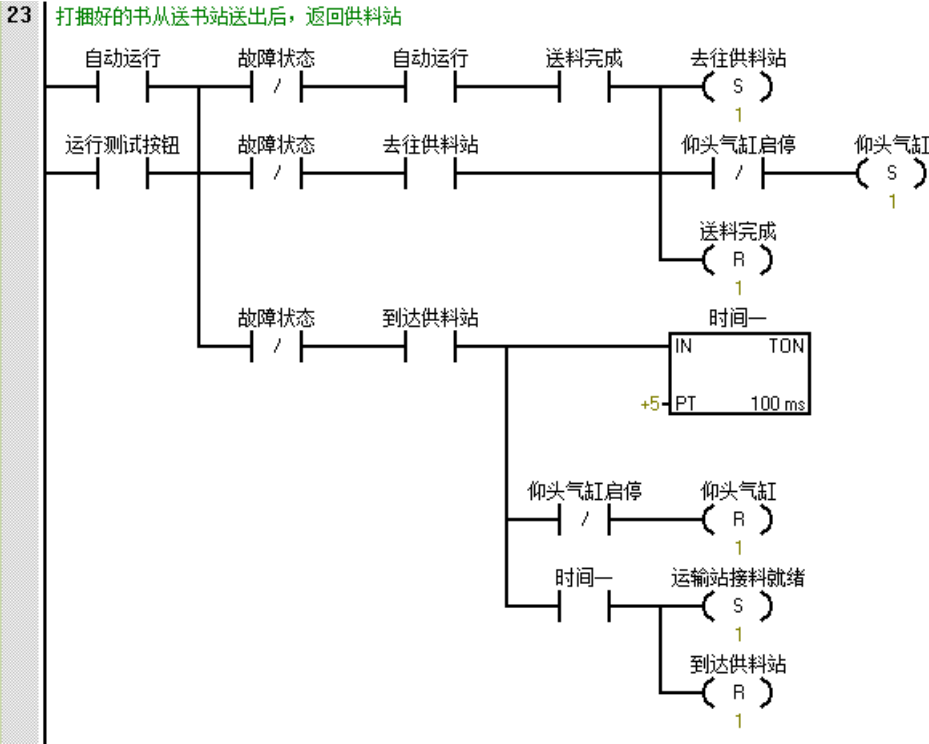 23 打捆好的书从送书站送出后，返回供料站
自动运行 故障状态 自动运行 送料完成 去往供料站
/ S
1
运行测试按钮 故障状态 去往供料站 仰头气缸启停 仰头气缸
/ / S
1
送料完成
R
1
故障状态 到达供料站 时间一
/ IN TON
+5 PT 100 ms
仰头气缸启停 仰头气缸
/ R
1
时间一 运输站接料就绪
S
1
到达供料站
R
1